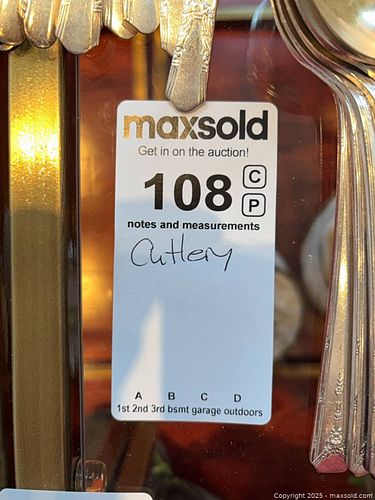 maxsold
Get in on the auction!
108 C
P
notes and measurements
Cutlery
A B C D
1st 2nd 3rd bsmt garage outdoors
Copyright 2025 - maxsold.com